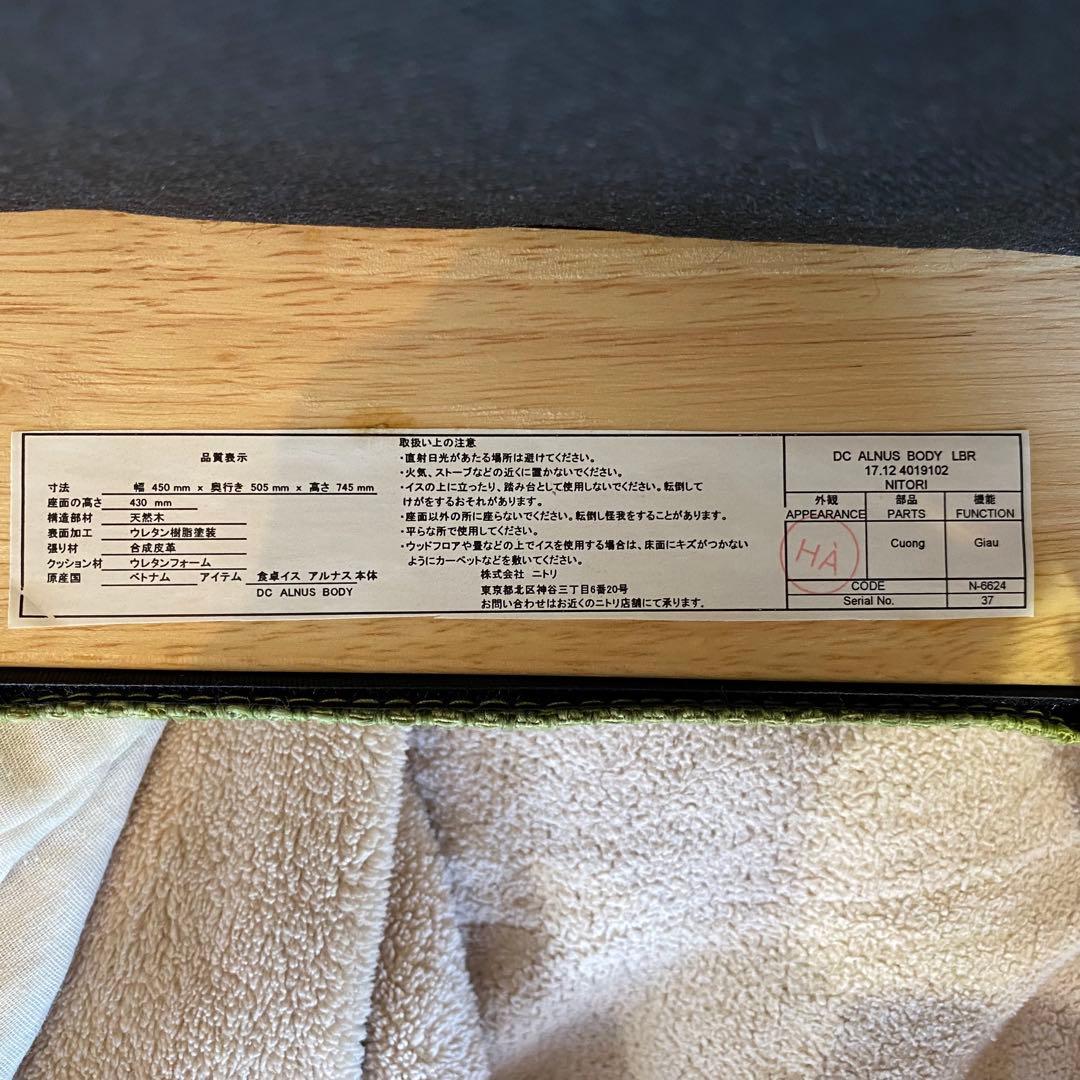 品質表示
寸法 幅 450 mm x 奥行き 505 mm x 高さ 745 mm
座面の高さ 430 mm
構造部材 天然木
表面加工 ウレタン樹脂塗装
張り材 合成皮革
クッション材 ウレタンフォーム
原産国 ベトナム アイテム 食卓イス アルナス 本体
DC ALNUS BODY
取扱い上の注意
・直射日光があたる場所は避けてください。
・火気、ストーブなどの近くに置かないでください。
・イスの上に立ったり、踏み台として使用しないでください。転倒して
けがをするおそれがあります。
・座面以外の所に座らないでください。転倒し怪我をすることがあります。
・平らな所で使用してください。
・ウッドフロアや畳などの上でイスを使用する場合は、床面にキズがつかない
ようにカーペットなどを敷いてください。
株式会社 ニトリ
東京都北区神谷三丁目6番20号
お問い合わせはお近くのニトリ店舗にて承ります。
DC ALNUS BODY LBR
17.12 4019102
NITORI
外観 部品 機能
APPEARANCE PARTS FUNCTION
HÀ Cuong Giau
CODE N-6624
Serial No. 37